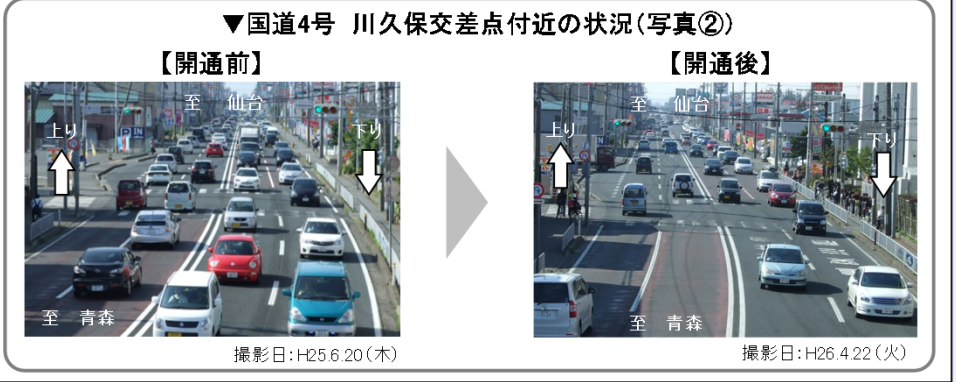 ▼国道4号 川久保交差点付近の状況(写真②)
【開通前】
至 仙台
上り
下り
至 青森
撮影日:H25.6.20(木)
【開通後】
至 仙台
上り
下り
至 青森
撮影日:H26.4.22(火)